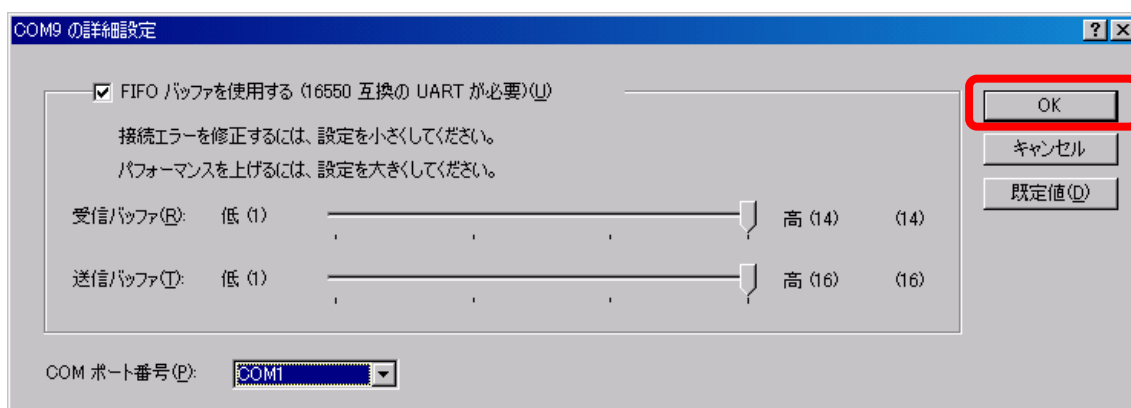 COM9 の詳細設定
FIFO バッファを使用する (16550 互換の UART が必要)(U)
接続エラーを修正するには、設定を小さくしてください。
パフォーマンスを上げるには、設定を大きくしてください。
受信バッファ(R): 低 (1) 高 (14) (14)
送信バッファ(T): 低 (1) 高 (16) (16)
COM ポート番号(P): COM1
OK
キャンセル
既定値(D)